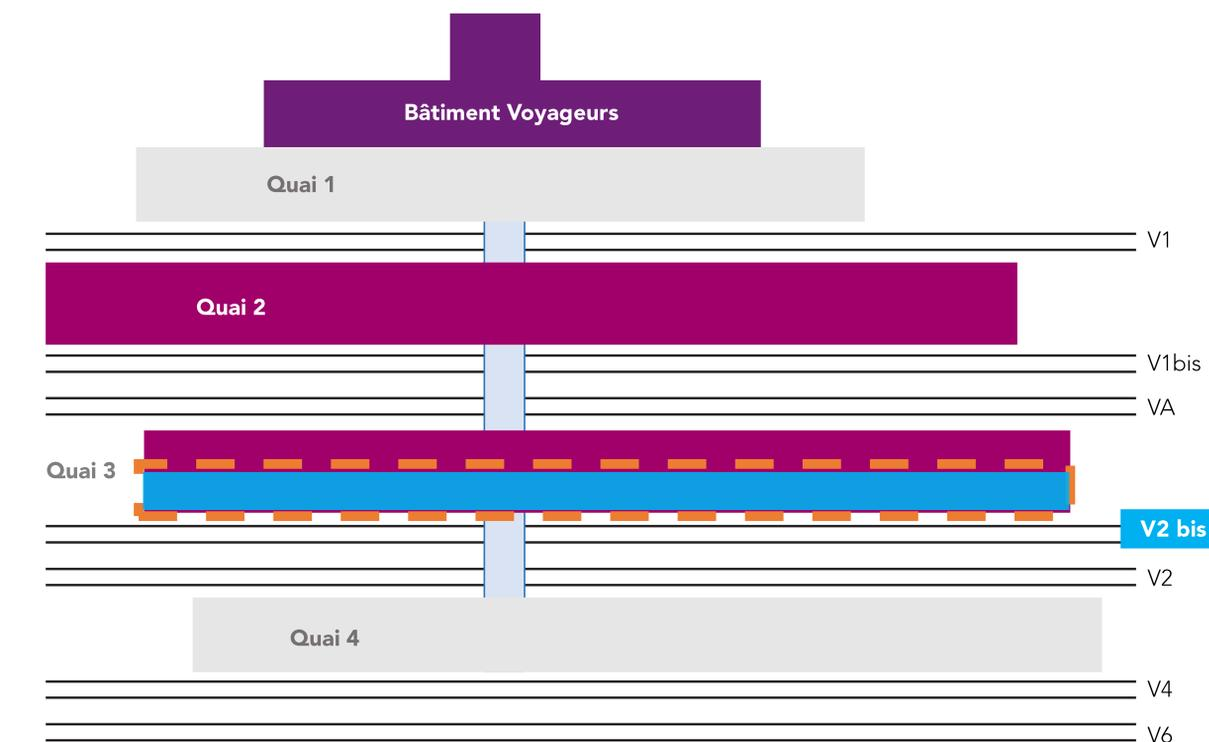 Bâtiment Voyageurs
Quai 1
V1
Quai 2
V1bis
VA
Quai 3
V2 bis
V2
Quai 4
V4
V6